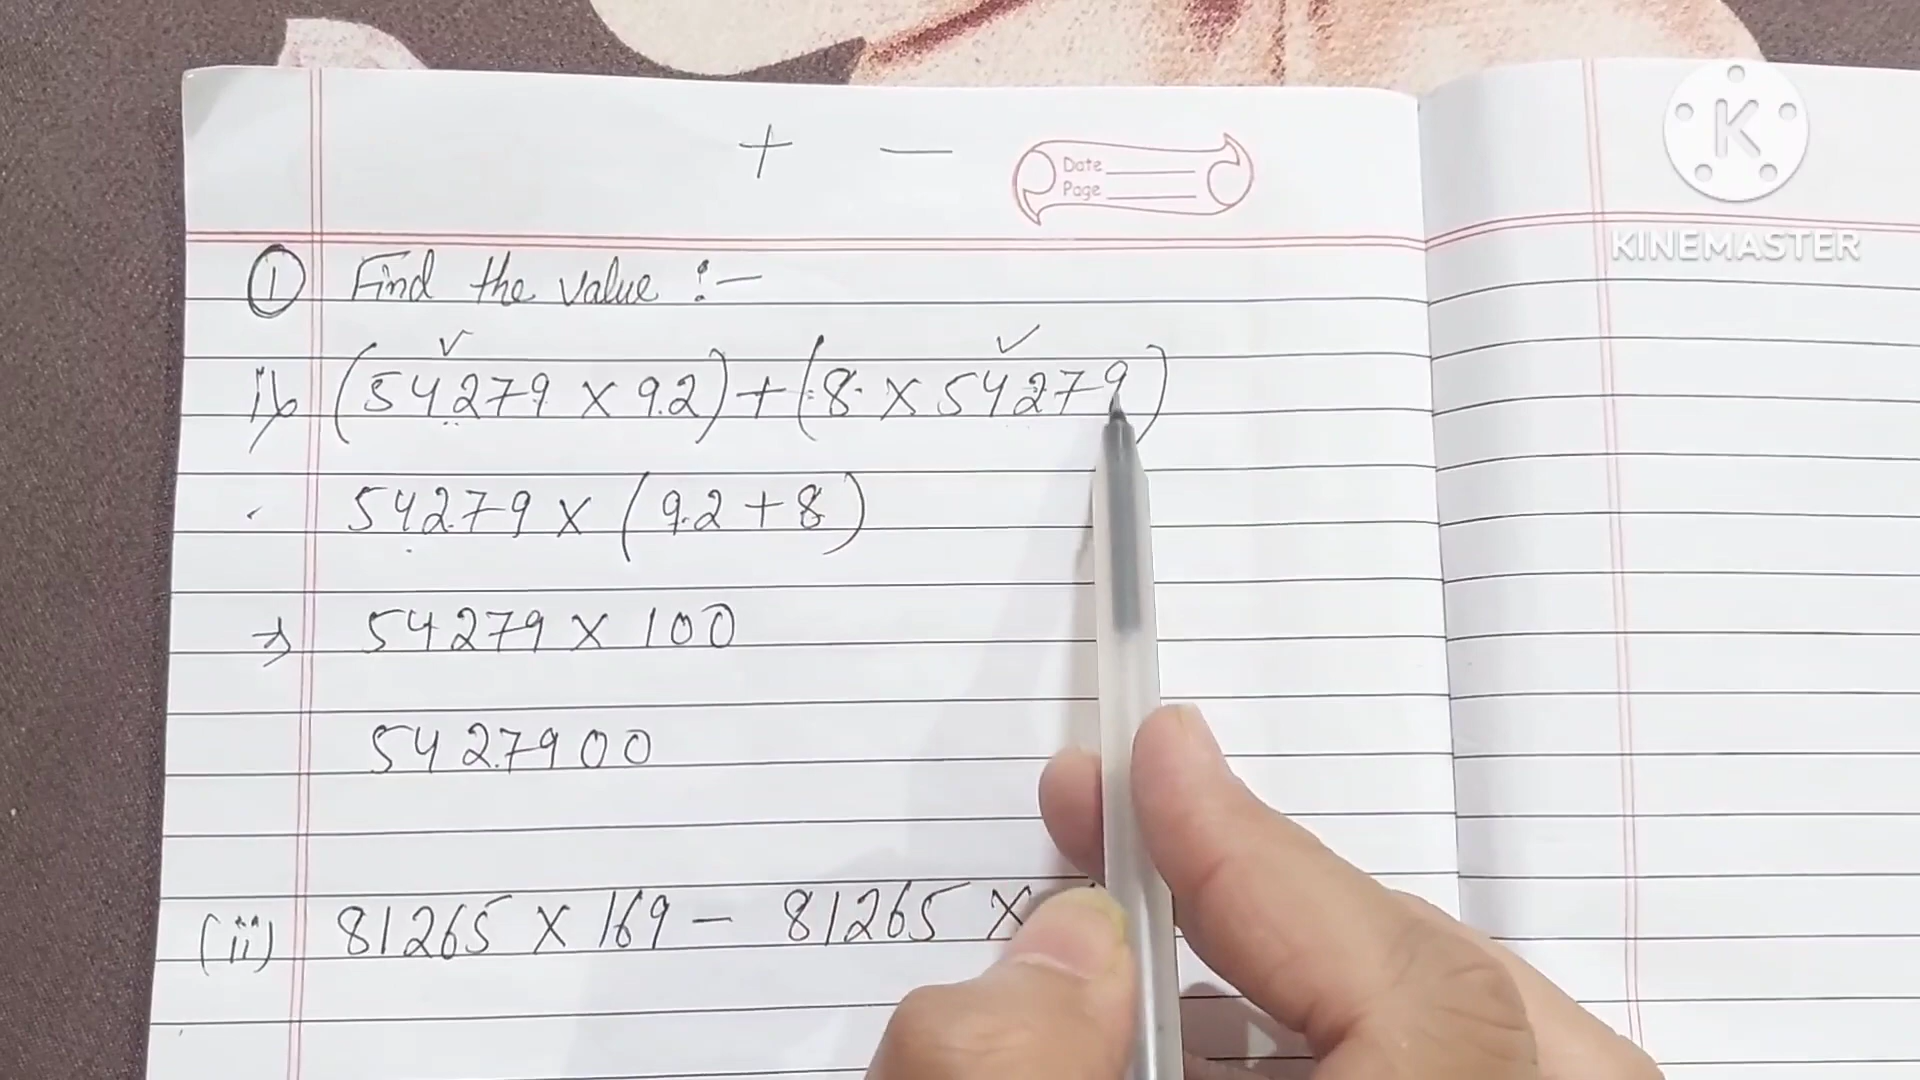 + −
Date
Page
K
KINEMASTER
① Find the value :−
i) (54279 × 92) + (8 × 54279)
54279 × (92 + 8)
⇒ 54279 × 100
5427900
(ii) 81265 × 169 − 81265 ×